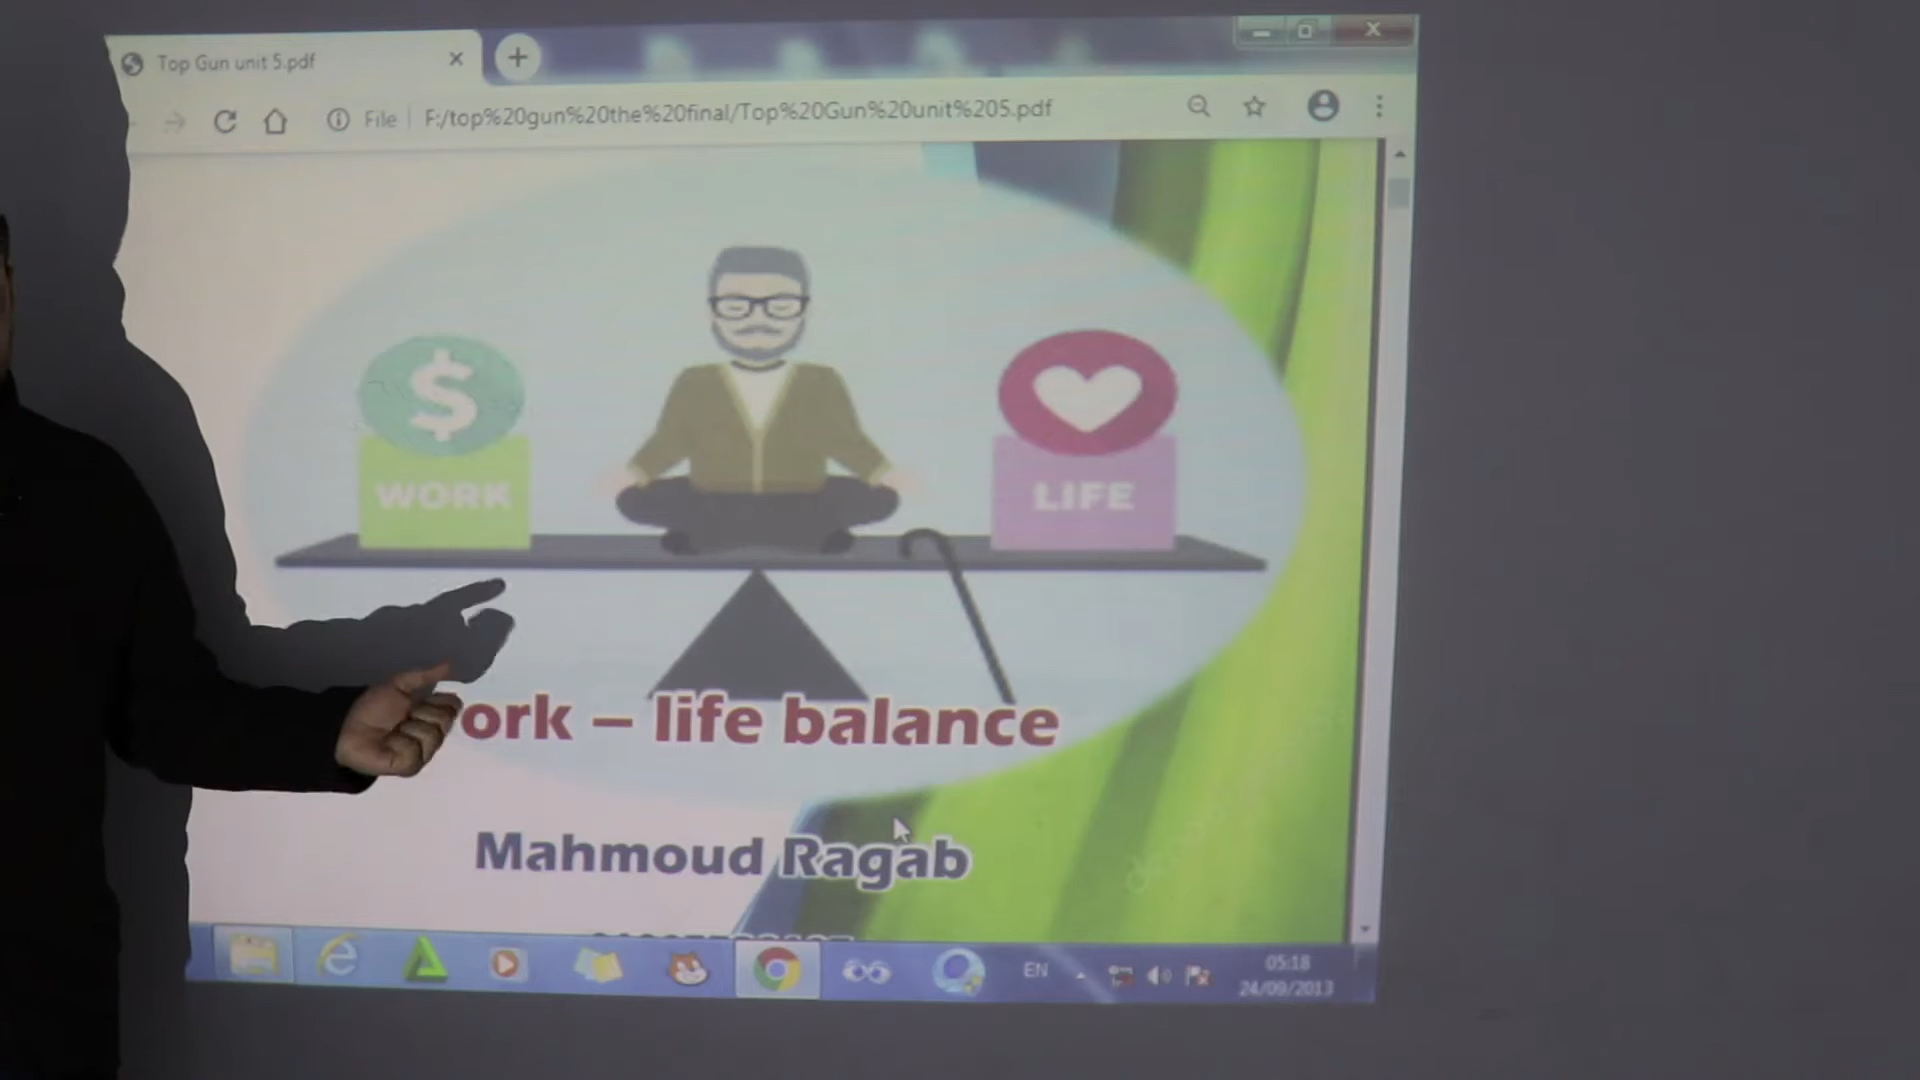 Top Gun unit 5.pdf
File F:/top%20gun%20the%20final/Top%20Gun%20unit%205.pdf
$
WORK
LIFE
ork – life balance
Mahmoud Ragab
EN
05:18
24/09/2013